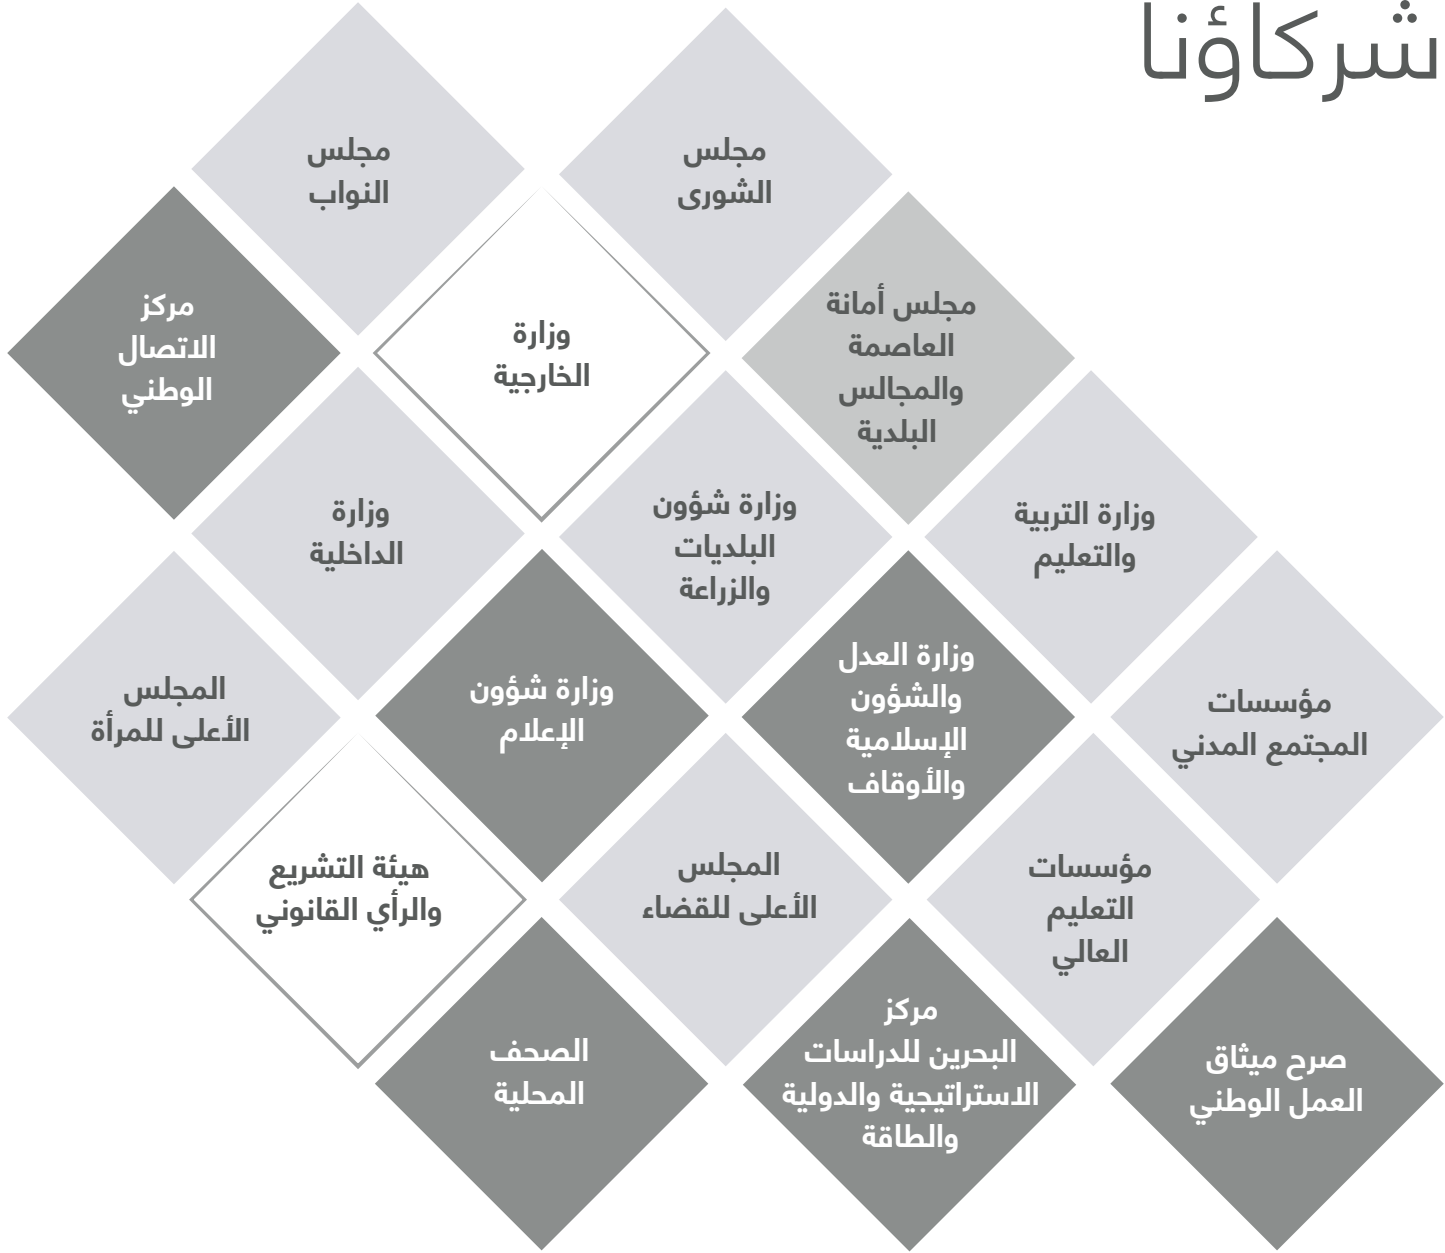 شركاؤنا
مجلس
الشورى
مجلس
النواب
مجلس أمانة
العاصمة
والمجالس
البلدية
وزارة
الخارجية
مركز
الاتصال
الوطني
وزارة التربية
والتعليم
وزارة شؤون
البلديات
والزراعة
وزارة
الداخلية
مؤسسات
المجتمع المدني
وزارة العدل
والشؤون
الإسلامية
والأوقاف
وزارة شؤون
الإعلام
المجلس
الأعلى للمرأة
مؤسسات
التعليم
العالي
المجلس
الأعلى للقضاء
هيئة التشريع
والرأي القانوني
صرح ميثاق
العمل الوطني
مركز
البحرين للدراسات
الاستراتيجية والدولية
والطاقة
الصحف
المحلية